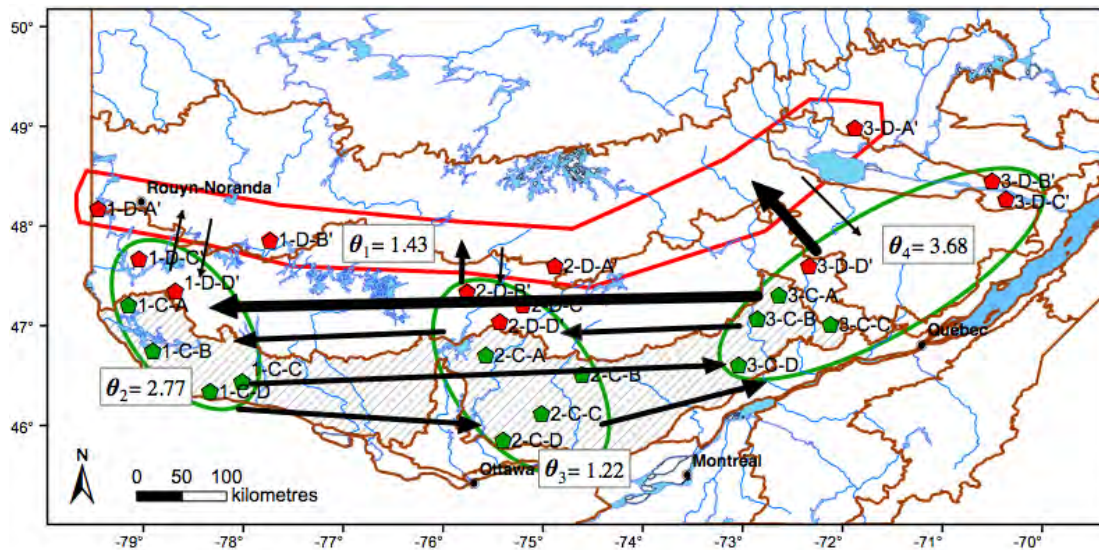 50°
49°
48°
47°
46°
3-D-A'
Rouyn-Noranda
1-D-A'
3-D-B'
3-D-C'
1-D-B'
θ1 = 1.43
θ4 = 3.68
1-D-C'
2-D-A'
3-D-D'
1-D-D'
2-D-B'
1-C-A
2-D-C'
3-C-A
2-D-D'
3-C-B
3-C-C
Québec
1-C-B
2-C-A
3-C-D
1-C-C
2-C-B
θ2 = 2.77
1-C-D
2-C-C
2-C-D
N
Ottawa
θ3 = 1.22
Montréal
0 50 100
kilometres
-79° -78° -77° -76° -75° -74° -73° -72° -71° -70°